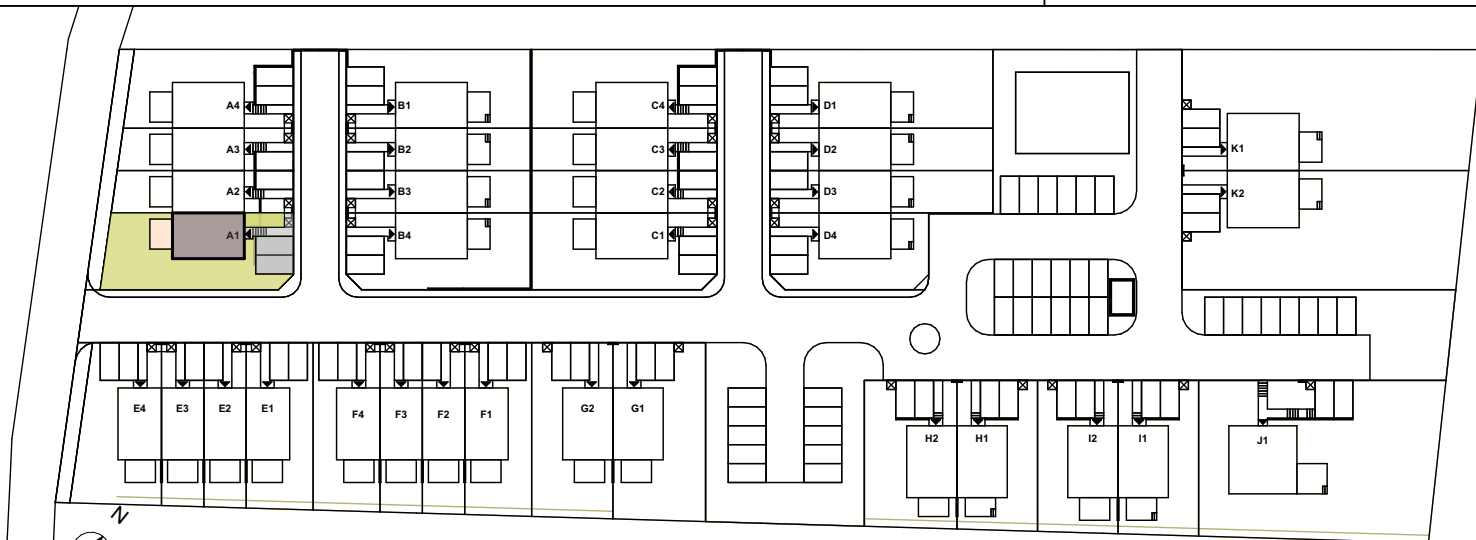 A4 B1 C4 D1
A3 B2 C3 D2 K1
A2 B3 C2 D3 K2
A1 B4 C1 D4
E4 E3 E2 E1 F4 F3 F2 F1 G2 G1
H2 H1 I2 I1 J1
N